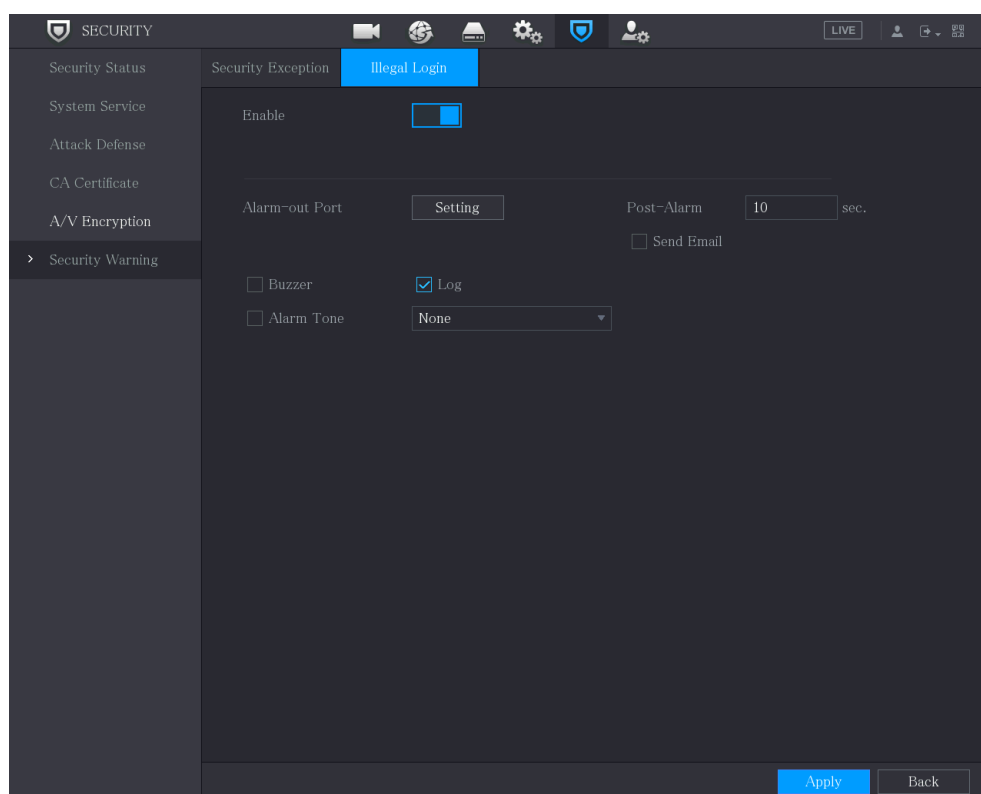 SECURITY
LIVE
Security Status
Security Exception Illegal Login
System Service
Enable
Attack Defense
CA Certificate
A/V Encryption
Alarm-out Port Setting Post-Alarm 10 sec.
Send Email
Security Warning
Buzzer Log
Alarm Tone None
Apply Back